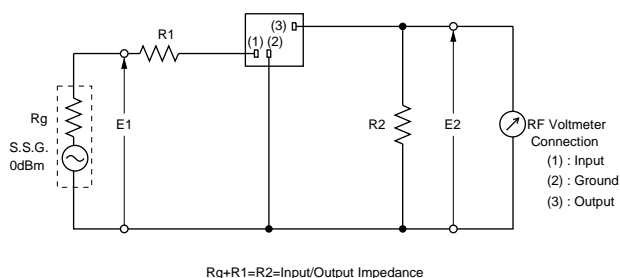 (3)
R1
(1) (2)
Rg
E1
R2
E2
RF Voltmeter
S.S.G.
Connection
0dBm
(1) : Input
(2) : Ground
(3) : Output
Rg+R1=R2=Input/Output Impedance